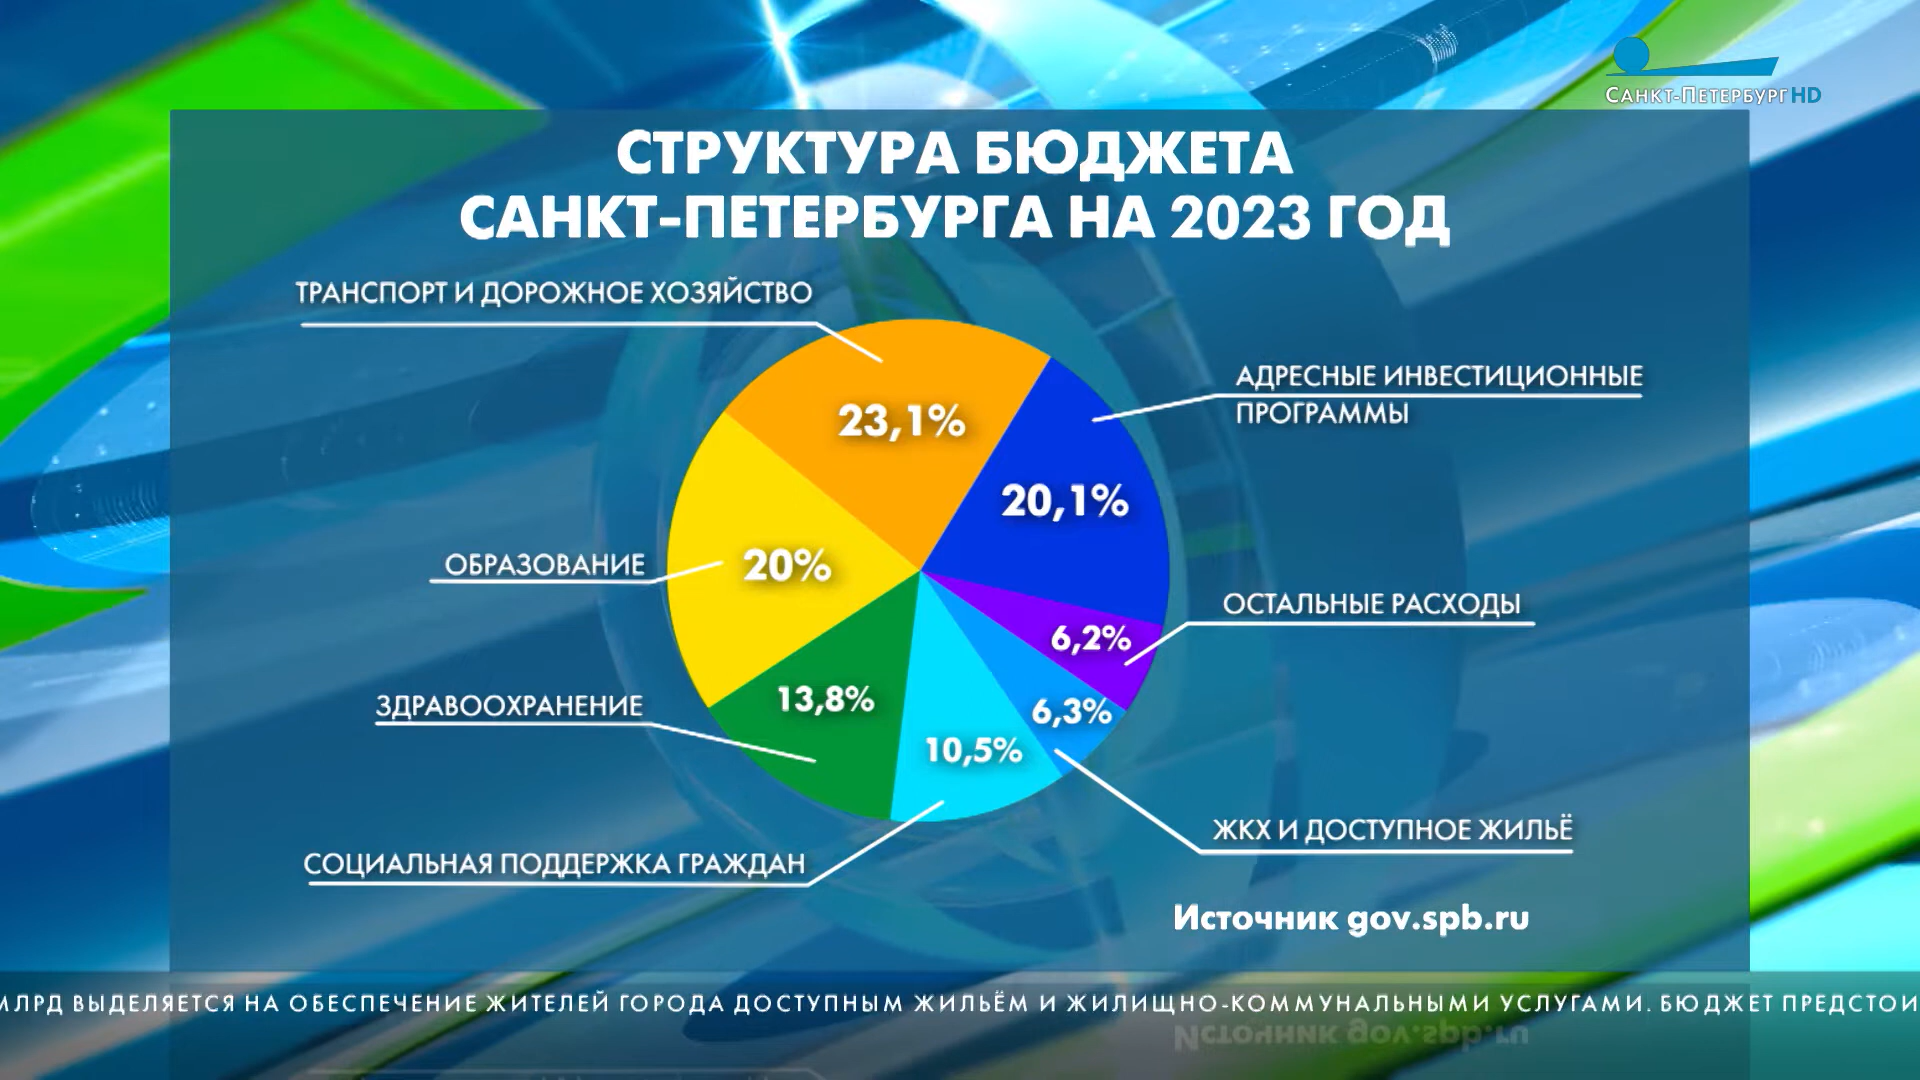 САНКТ-ПЕТЕРБУРГ HD
СТРУКТУРА БЮДЖЕТА
САНКТ-ПЕТЕРБУРГА НА 2023 ГОД
ТРАНСПОРТ И ДОРОЖНОЕ ХОЗЯЙСТВО
23,1%
АДРЕСНЫЕ ИНВЕСТИЦИОННЫЕ
ПРОГРАММЫ
20,1%
ОБРАЗОВАНИЕ
20%
ОСТАЛЬНЫЕ РАСХОДЫ
6,2%
ЗДРАВООХРАНЕНИЕ
13,8%
6,3%
10,5%
ЖКХ И ДОСТУПНОЕ ЖИЛЬЁ
СОЦИАЛЬНАЯ ПОДДЕРЖКА ГРАЖДАН
Источник gov.spb.ru
МЛРД ВЫДЕЛЯЕТСЯ НА ОБЕСПЕЧЕНИЕ ЖИТЕЛЕЙ ГОРОДА ДОСТУПНЫМ ЖИЛЬЁМ И ЖИЛИЩНО-КОММУНАЛЬНЫМИ УСЛУГАМИ. БЮДЖЕТ ПРЕДСТОИ